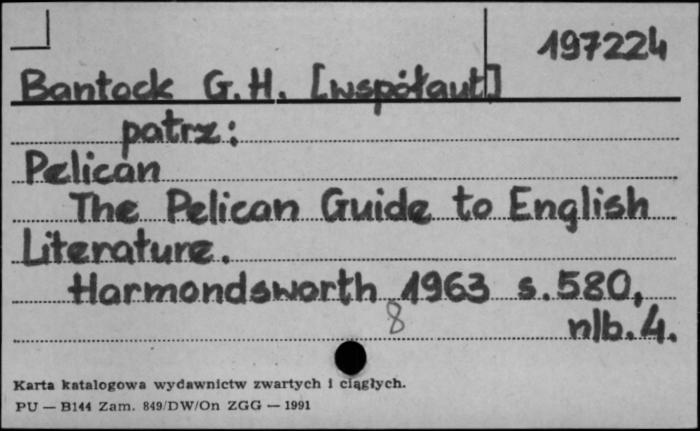 197224
Bantock G.H. [współaut]
patrz:
Pelican
The Pelican Guide to English
Literature.
Harmondsworth 1963 s.580,
8 nlb.4.
Karta katalogowa wydawnictw zwartych i ciągłych.
PU — B144 Zam. 849/DW/On ZGG — 1991